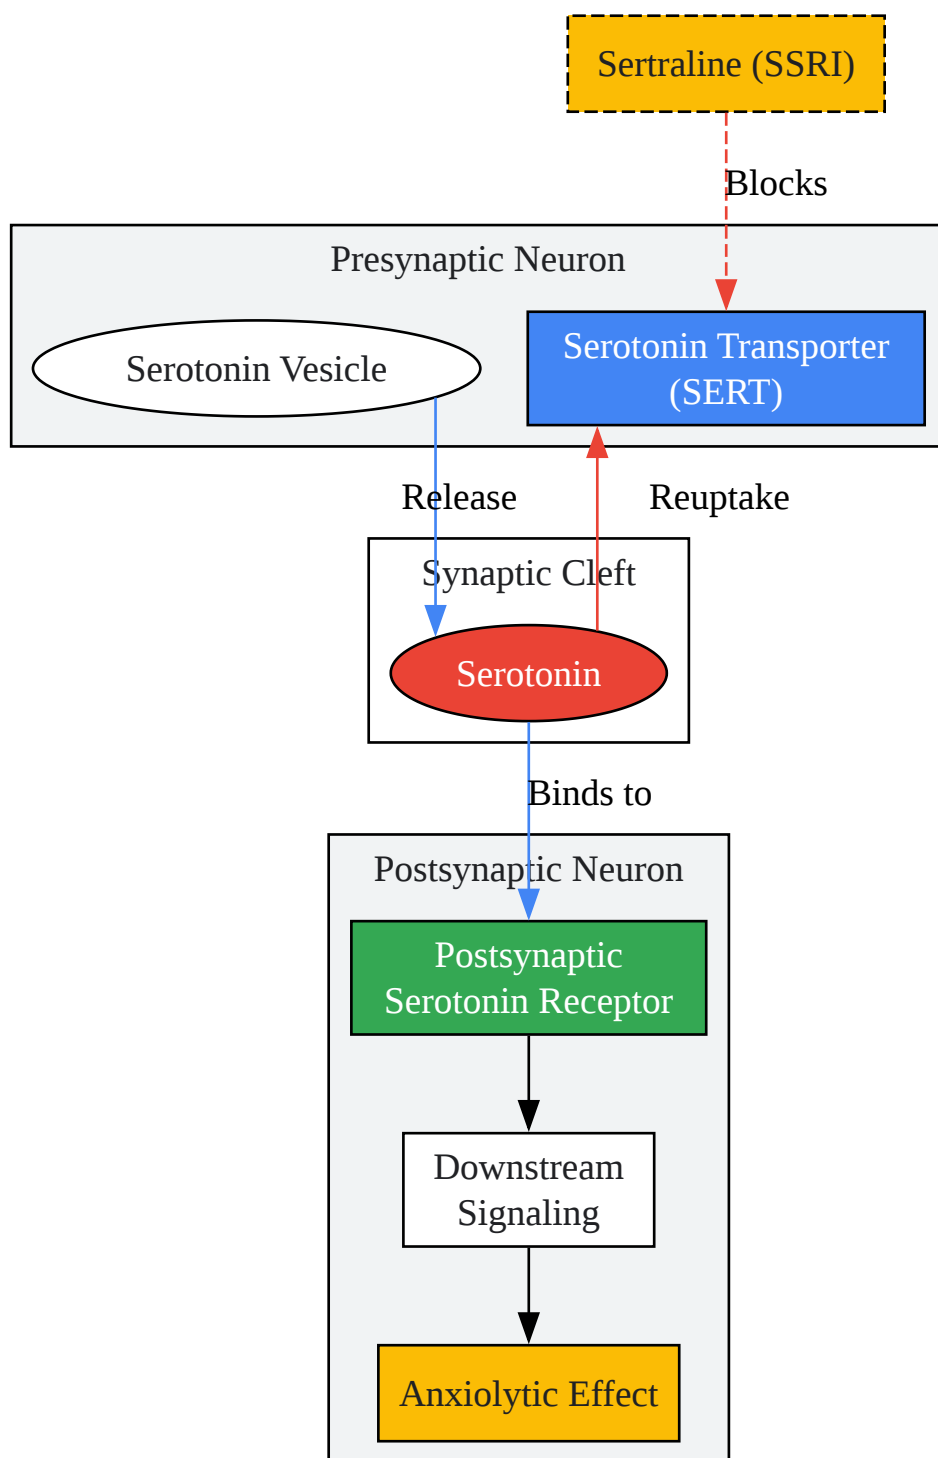 Sertraline (SSRI)
Blocks
Presynaptic Neuron
Serotonin Vesicle
Serotonin Transporter
(SERT)
Release
Reuptake
Synaptic Cleft
Serotonin
Binds to
Postsynaptic Neuron
Postsynaptic
Serotonin Receptor
Downstream
Signaling
Anxiolytic Effect